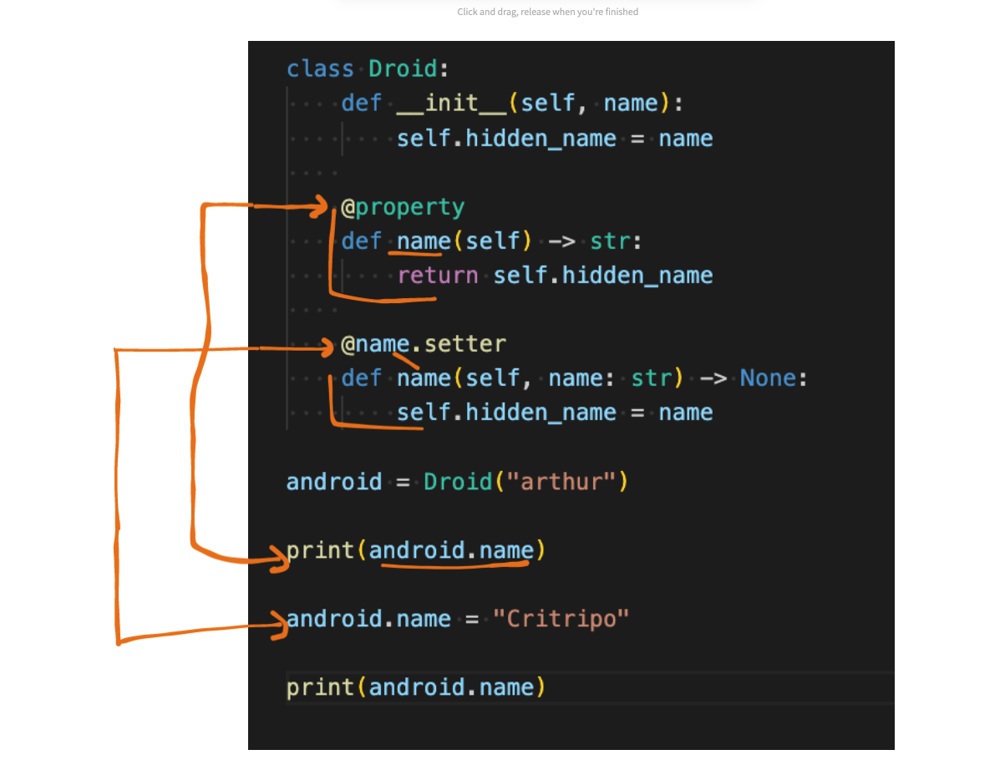 Click and drag, release when you're finished
class Droid:
def __init__(self, name):
self.hidden_name = name
@property
def name(self) -> str:
return self.hidden_name
@name.setter
def name(self, name: str) -> None:
self.hidden_name = name
android = Droid("arthur")
print(android.name)
android.name = "Critripo"
print(android.name)